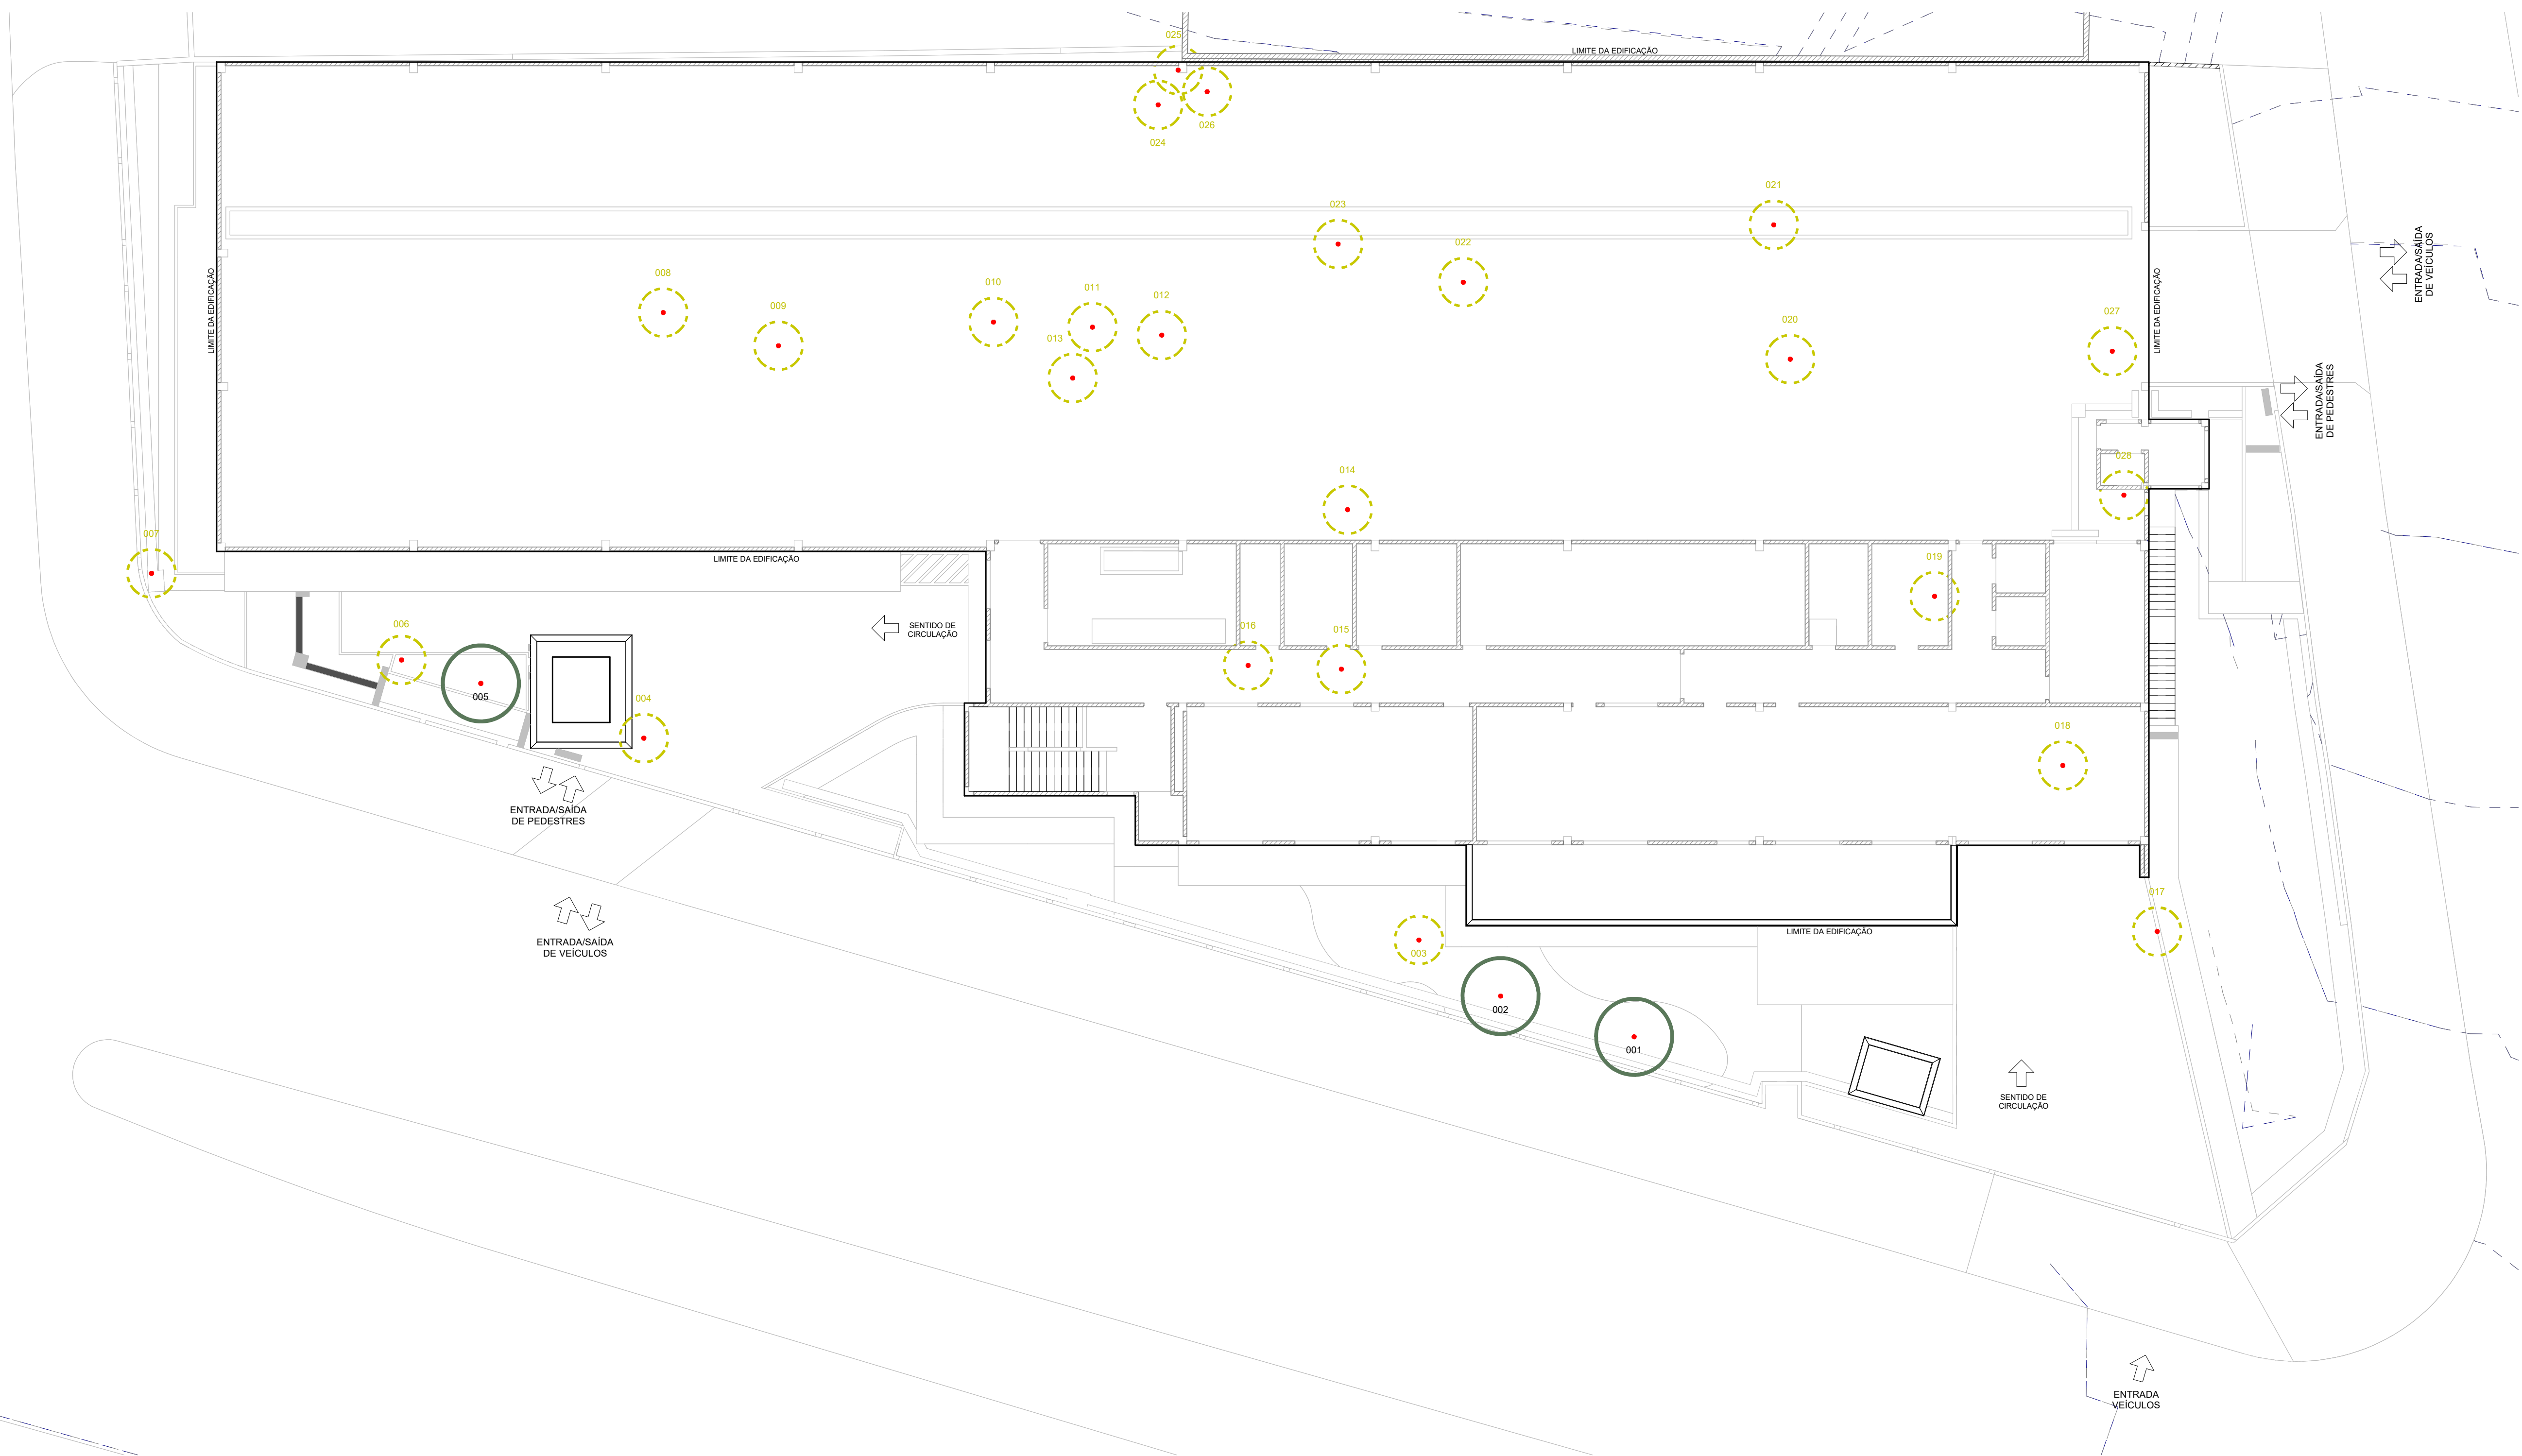 025
LIMITE DA EDIFICAÇÃO
026
024
021
023
022
ENTRADA/SAÍDA
DE VEÍCULOS
LIMITE DA EDIFICAÇÃO
008
010
011
012
LIMITE DA EDIFICAÇÃO
009
013
020
027
ENTRADA/SAÍDA
DE PEDESTRES
014
028
007
LIMITE DA EDIFICAÇÃO
019
006
SENTIDO DE
CIRCULAÇÃO
016
015
005
004
018
ENTRADA/SAÍDA
DE PEDESTRES
017
ENTRADA/SAÍDA
DE VEÍCULOS
003
LIMITE DA EDIFICAÇÃO
002
001
SENTIDO DE
CIRCULAÇÃO
ENTRADA
VEÍCULOS